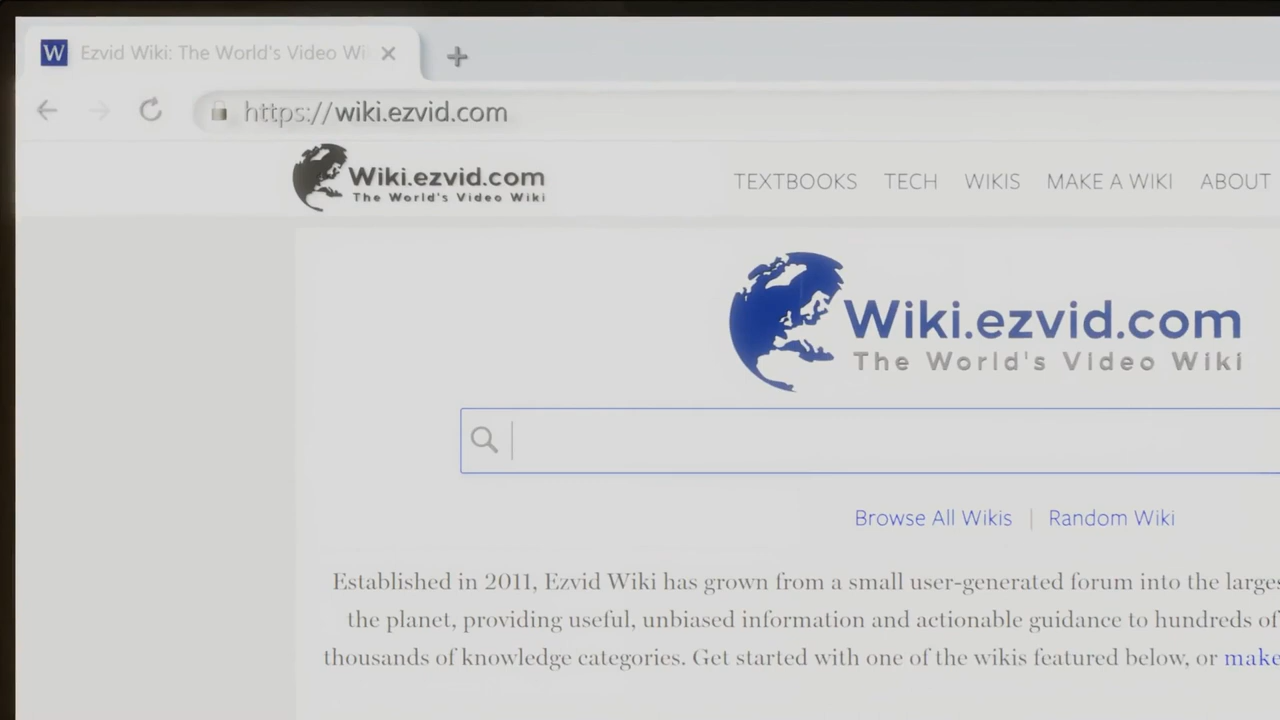 Ezvid Wiki: The World's Video Wi
https://wiki.ezvid.com
Wiki.ezvid.com
The World's Video Wiki
TEXTBOOKS TECH WIKIS MAKE A WIKI ABOUT
Wiki.ezvid.com
The World's Video Wiki
Browse All Wikis | Random Wiki
Established in 2011, Ezvid Wiki has grown from a small user-generated forum into the larges
the planet, providing useful, unbiased information and actionable guidance to hundreds of
thousands of knowledge categories. Get started with one of the wikis featured below, or make